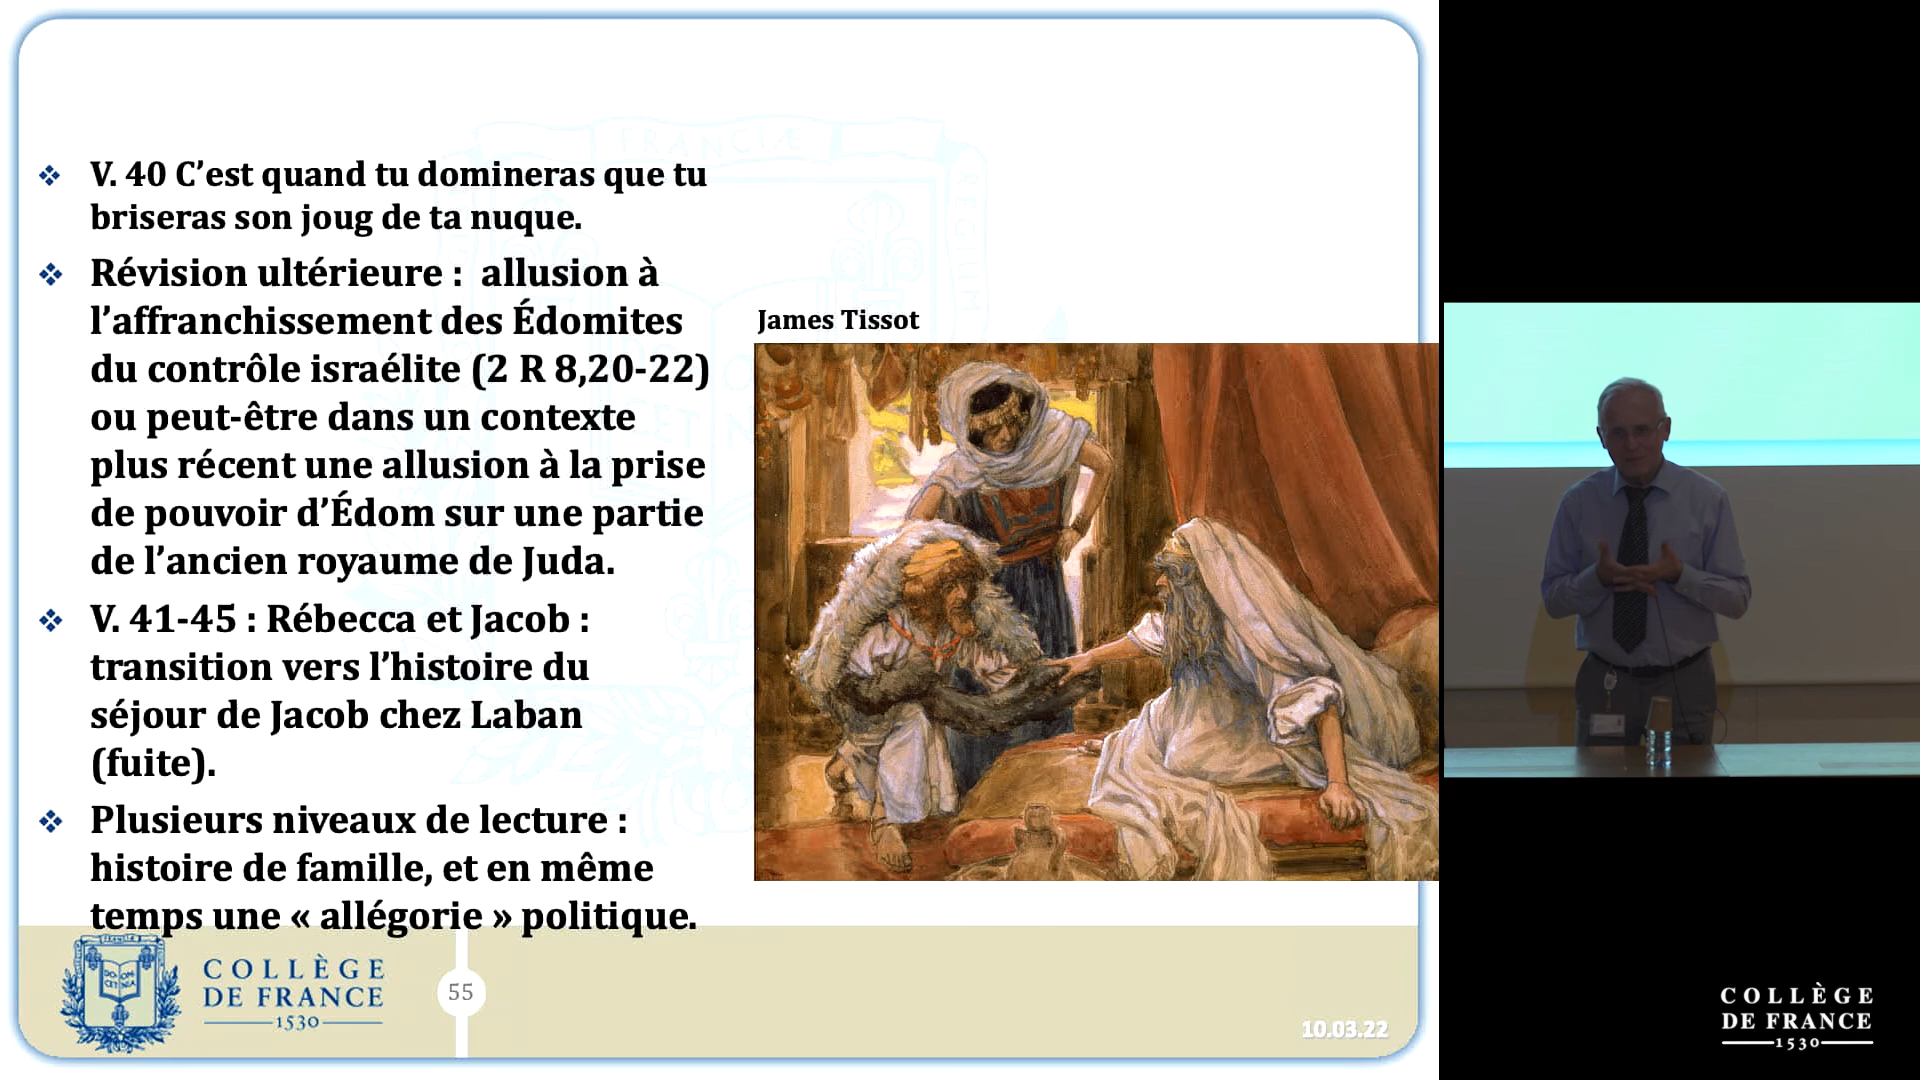 V. 40 C’est quand tu domineras que tu
briseras son joug de ta nuque.
Révision ultérieure : allusion à
l’affranchissement des Édomites
du contrôle israélite (2 R 8,20-22)
ou peut-être dans un contexte
plus récent une allusion à la prise
de pouvoir d’Édom sur une partie
de l’ancien royaume de Juda.
V. 41-45 : Rébecca et Jacob :
transition vers l’histoire du
séjour de Jacob chez Laban
(fuite).
Plusieurs niveaux de lecture :
histoire de famille, et en même
temps une « allégorie » politique.
James Tissot
COLLÈGE
DE FRANCE
1530
55
10.03.22
COLLÈGE
DE FRANCE
1530